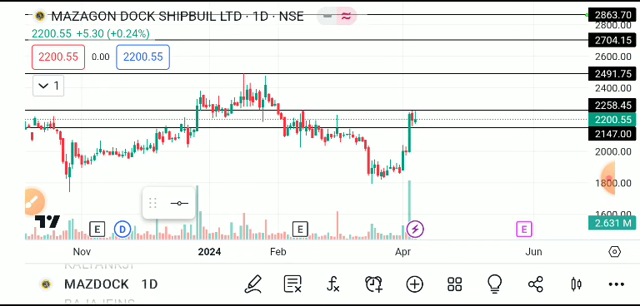 MAZAGON DOCK SHIPBUIL LTD · 1D · NSE
2200.55 +5.30 (+0.24%)
2200.55 0.00 2200.55
1
2863.70
2800.00
2704.15
2600.00
2491.75
2400.00
2258.45
2200.55
2147.00
2000.00
1800.00
1600.00
2.631 M
E D E E
Nov 2024 Feb Apr Jun
MAZDOCK 1D